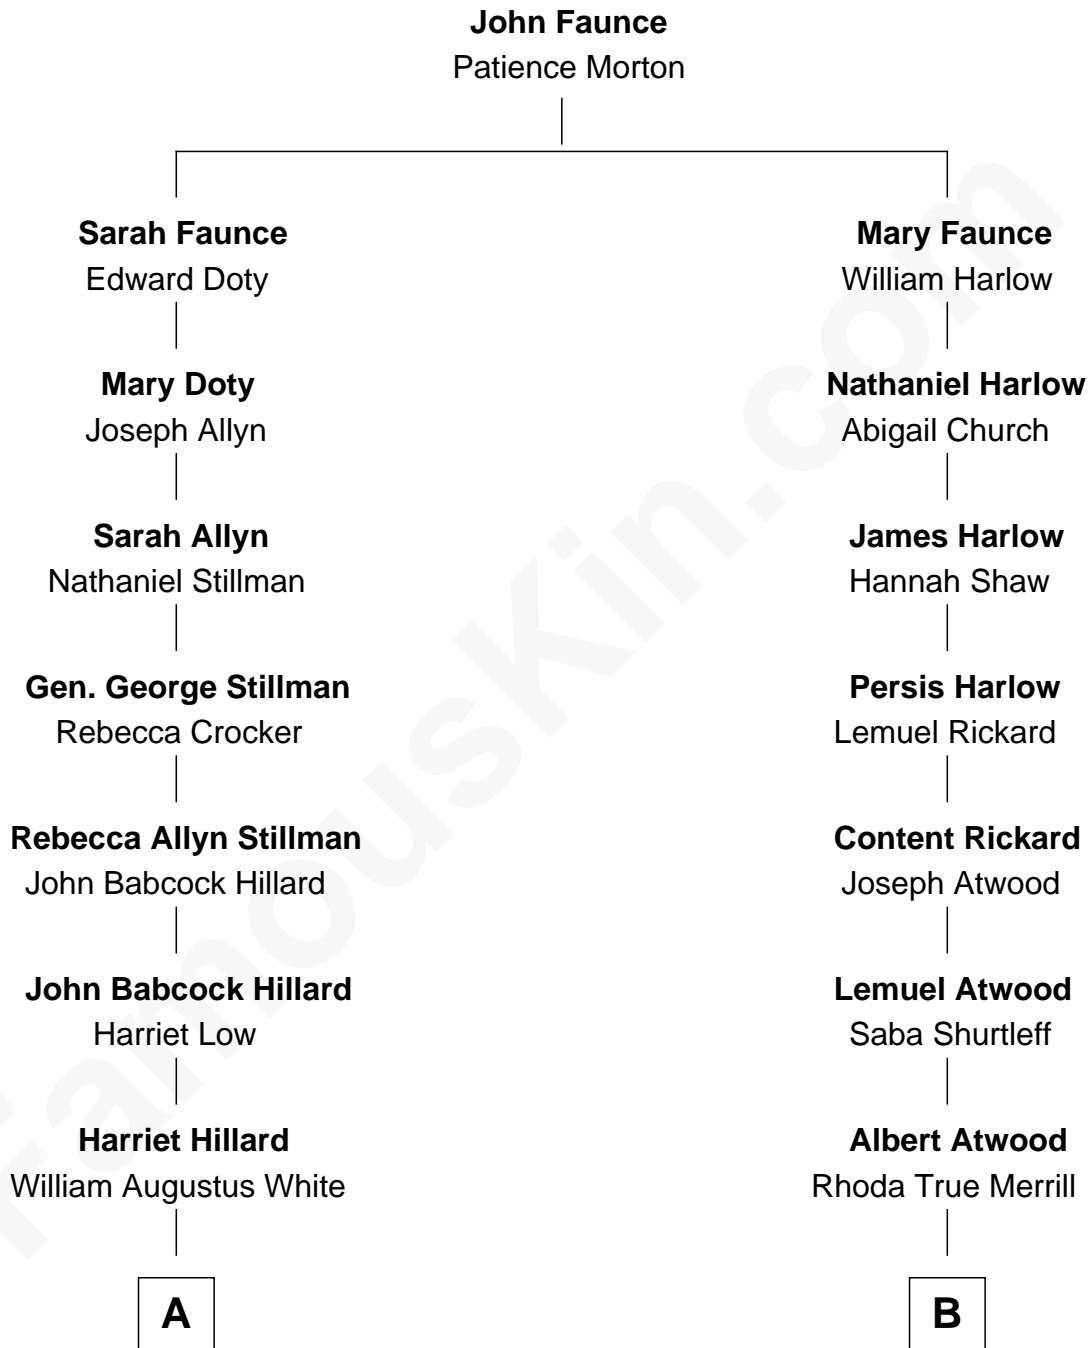 John Faunce
Patience Morton
Sarah Faunce
Edward Doty
Mary Faunce
William Harlow
Mary Doty
Joseph Allyn
Nathaniel Harlow
Abigail Church
Sarah Allyn
Nathaniel Stillman
James Harlow
Hannah Shaw
Gen. George Stillman
Rebecca Crocker
Persis Harlow
Lemuel Rickard
Rebecca Allyn Stillman
John Babcock Hillard
Content Rickard
Joseph Atwood
John Babcock Hillard
Harriet Low
Lemuel Atwood
Saba Shurtleff
Harriet Hillard
William Augustus White
Albert Atwood
Rhoda True Merrill
A
B
FamousKin.com